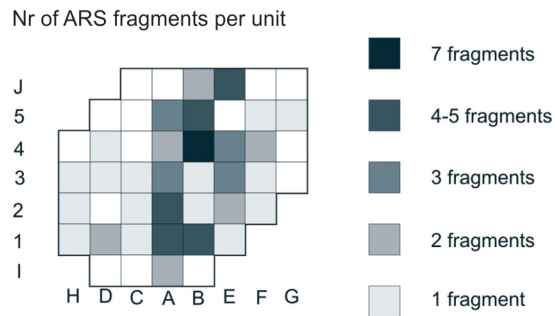 Nr of ARS fragments per unit
J
5
4
3
2
1
I
H D C A B E F G
7 fragments
4-5 fragments
3 fragments
2 fragments
1 fragment